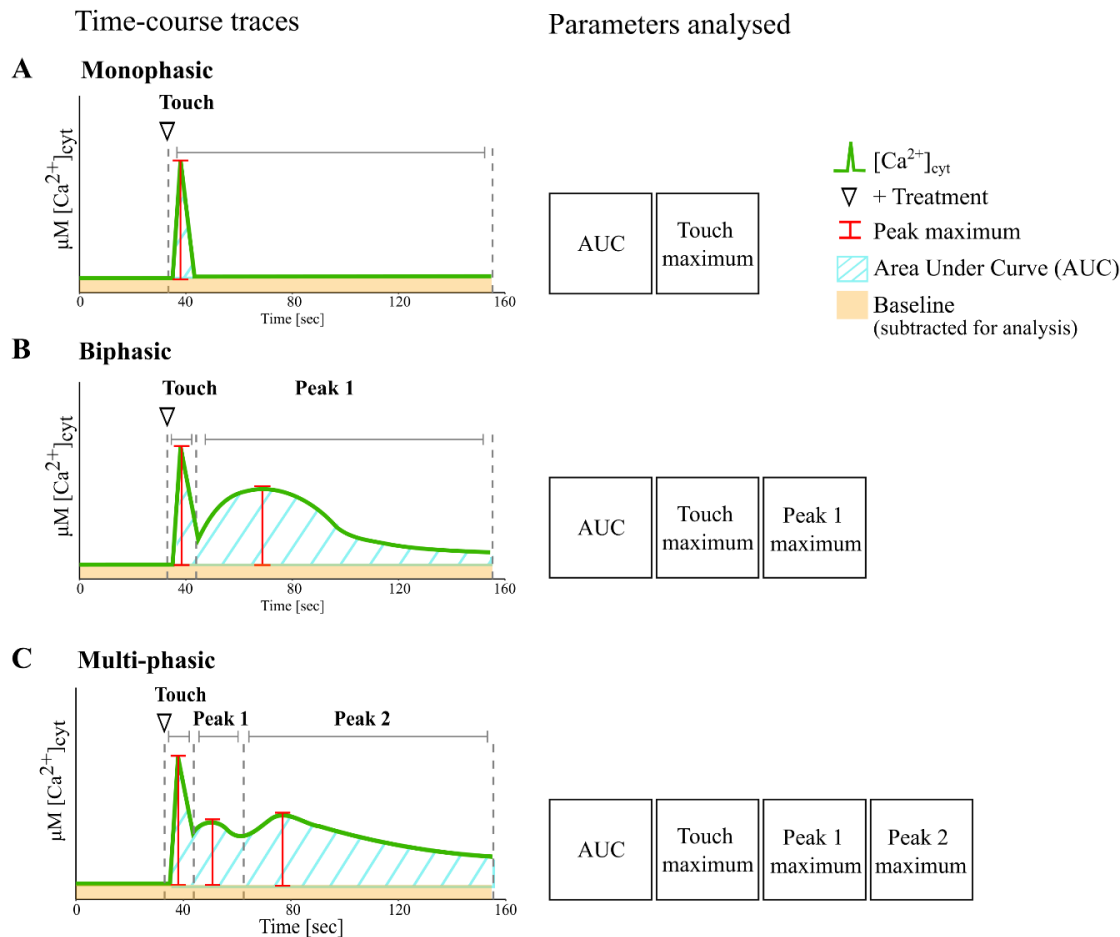 Time-course traces
Parameters analysed
A Monophasic
Touch
µM [Ca²⁺]cyt
0 40 80 120 160
Time [sec]
AUC
Touch
maximum
[Ca²⁺]cyt
+ Treatment
Peak maximum
Area Under Curve (AUC)
Baseline
(subtracted for analysis)
B Biphasic
Touch Peak 1
µM [Ca²⁺]cyt
0 40 80 120 160
Time [sec]
AUC
Touch
maximum
Peak 1
maximum
C Multi-phasic
Touch
Peak 1 Peak 2
µM [Ca²⁺]cyt
0 40 80 120 160
Time [sec]
AUC
Touch
maximum
Peak 1
maximum
Peak 2
maximum